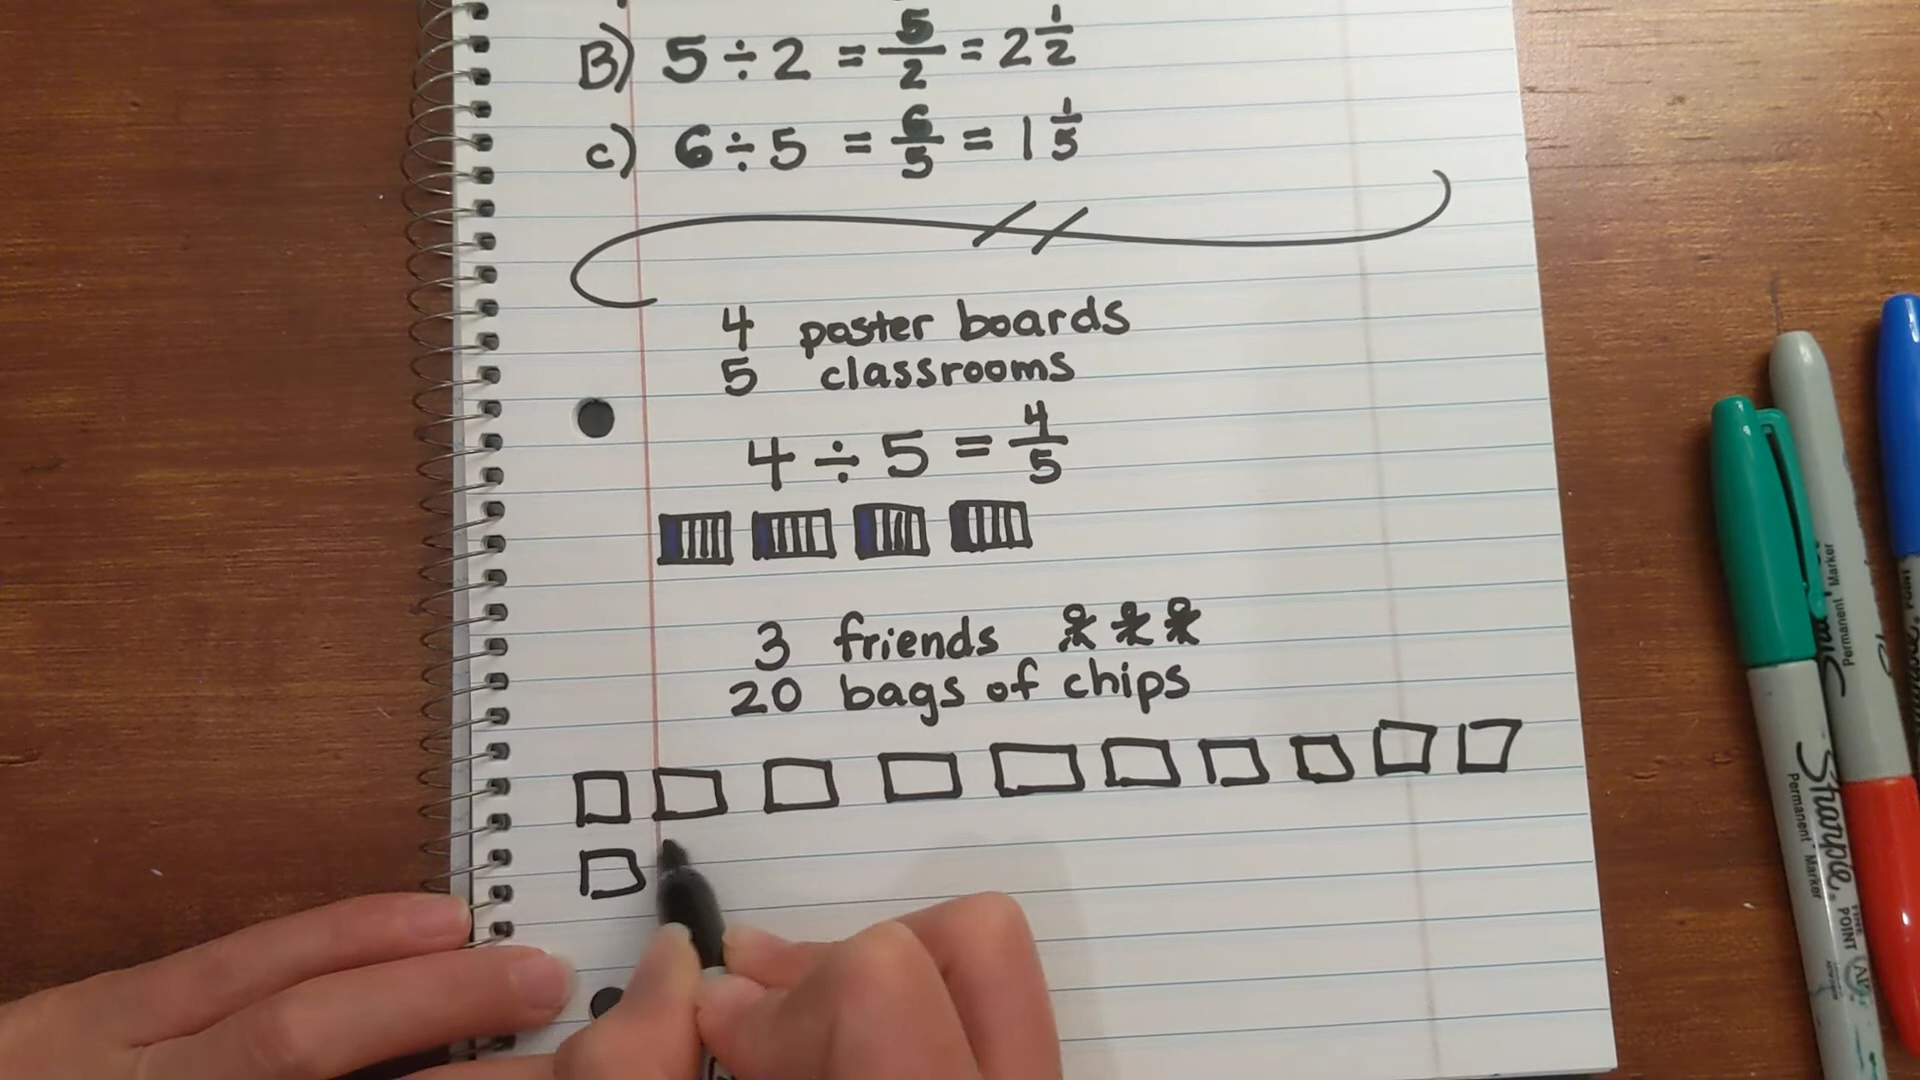 B) 5 ÷ 2 = 5/2 = 2 1/2
c) 6 ÷ 5 = 6/5 = 1 1/5
4 poster boards
5 classrooms
4 ÷ 5 = 4/5
3 friends
20 bags of chips
Permanent Marker
Sharpie.
Permanent Marker
FINE POINT